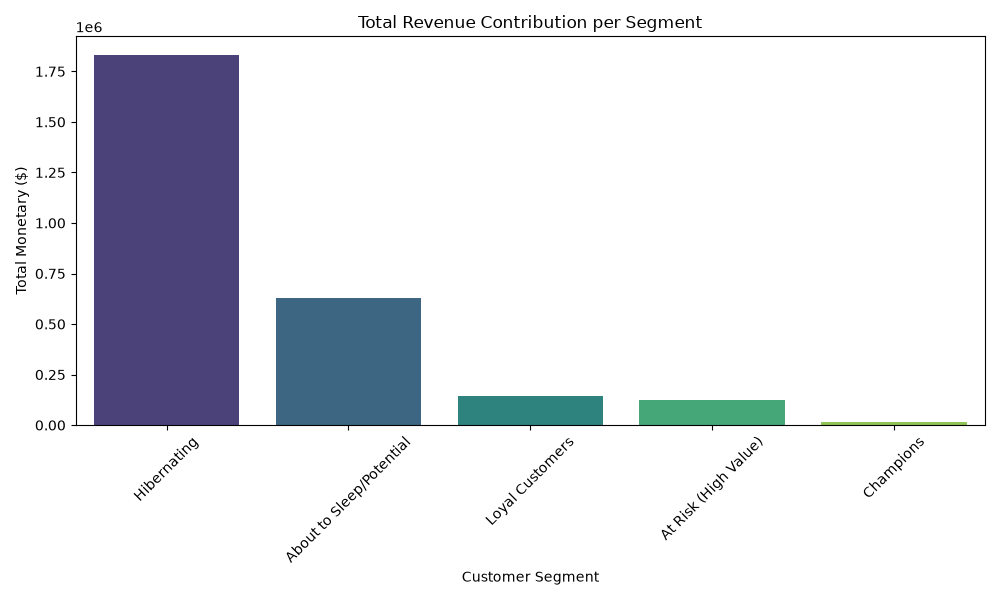 Total Revenue Contribution per Segment
1e6
Total Monetary ($)
1.75
1.50
1.25
1.00
0.75
0.50
0.25
0.00
Hibernating
About to Sleep/Potential
Loyal Customers
At Risk (High Value)
Champions
Customer Segment